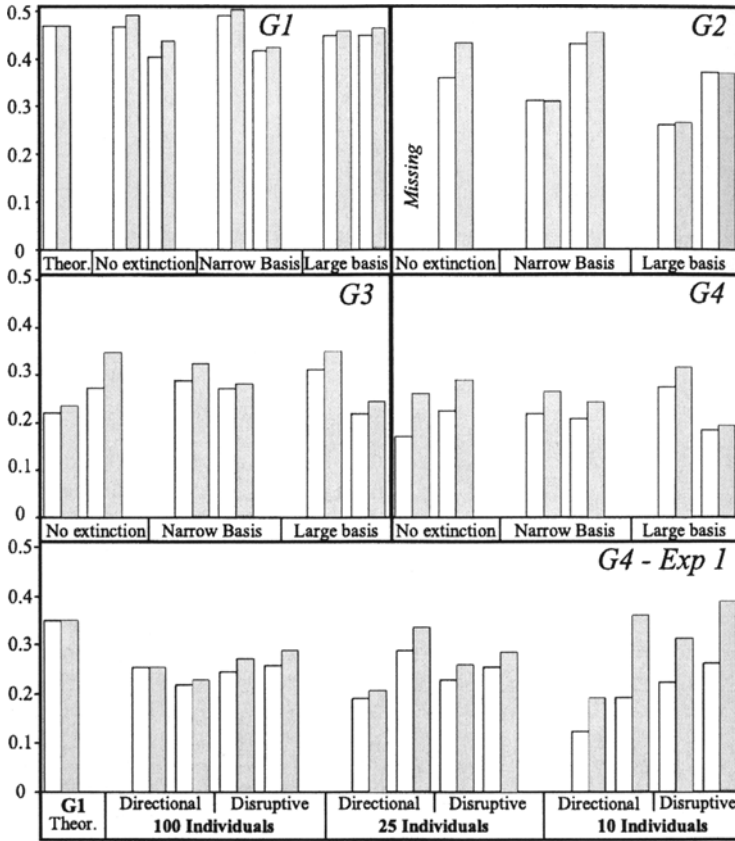 0.5
0.4
0.3
0.2
0.1
0
G1
Theor.
No extinction
Narrow Basis
Large basis
G2
Missing
No extinction
Narrow Basis
Large basis
0.5
0.4
0.3
0.2
0.1
0
G3
No extinction
Narrow Basis
Large basis
G4
No extinction
Narrow Basis
Large basis
0.5
0.4
0.3
0.2
0.1
0
G4 - Exp 1
G1
Theor.
Directional
Disruptive
100 Individuals
Directional
Disruptive
25 Individuals
Directional
Disruptive
10 Individuals